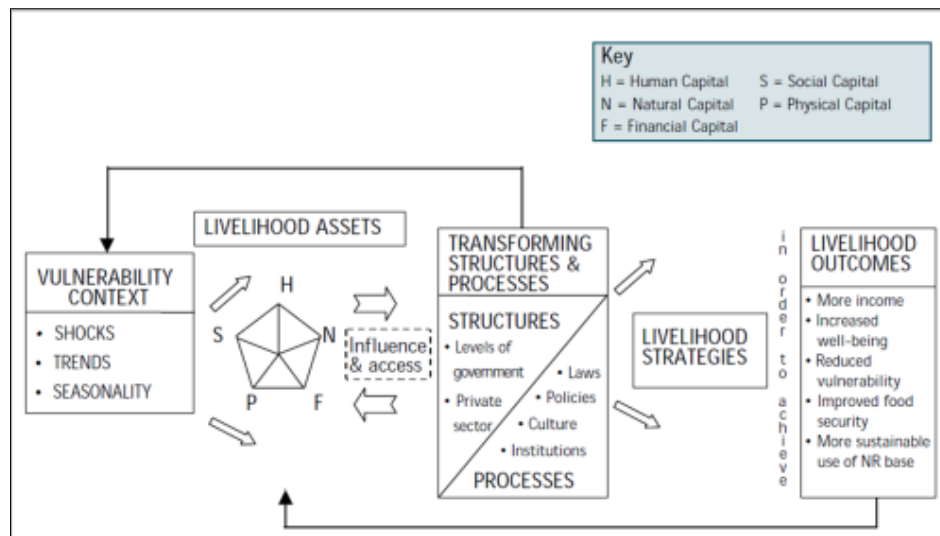 Key
H = Human Capital S = Social Capital
N = Natural Capital P = Physical Capital
F = Financial Capital
LIVELIHOOD ASSETS
VULNERABILITY
CONTEXT
• SHOCKS
• TRENDS
• SEASONALITY
H
S
N
P
F
Influence
& access
TRANSFORMING
STRUCTURES &
PROCESSES
STRUCTURES
• Levels of
government
• Private
sector
• Laws
• Policies
• Culture
• Institutions
PROCESSES
LIVELIHOOD
STRATEGIES
in order to achieve
LIVELIHOOD
OUTCOMES
• More income
• Increased
well-being
• Reduced
vulnerability
• Improved food
security
• More sustainable
use of NR base